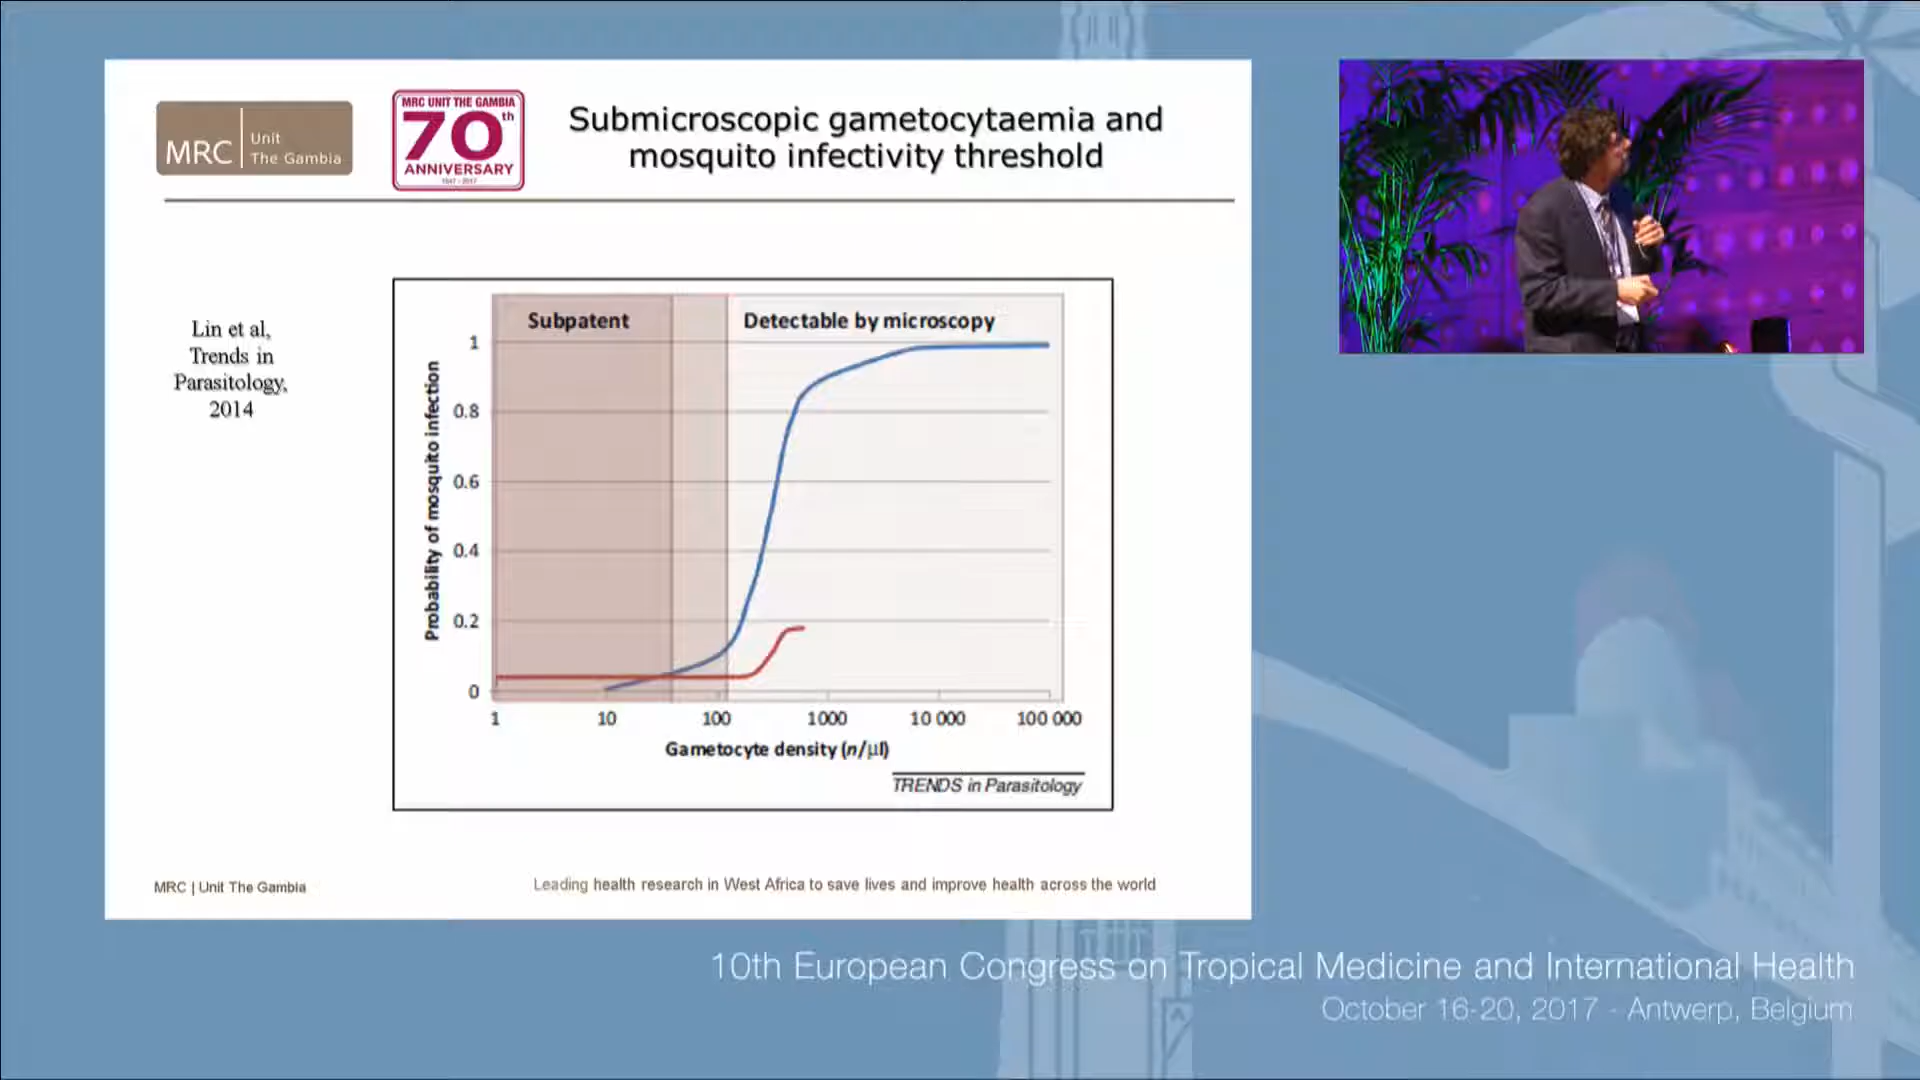 MRC
Unit
The Gambia
MRC UNIT THE GAMBIA
70th
ANNIVERSARY
1947 - 2017
Submicroscopic gametocytaemia and
mosquito infectivity threshold
Lin et al,
Trends in
Parasitology,
2014
Subpatent
Detectable by microscopy
Probability of mosquito infection
1
0.8
0.6
0.4
0.2
0
1
10
100
1000
10 000
100 000
Gametocyte density (n/µl)
TRENDS in Parasitology
MRC | Unit The Gambia
Leading health research in West Africa to save lives and improve health across the world
10th European Congress on Tropical Medicine and International Health
October 16-20, 2017 - Antwerp, Belgium